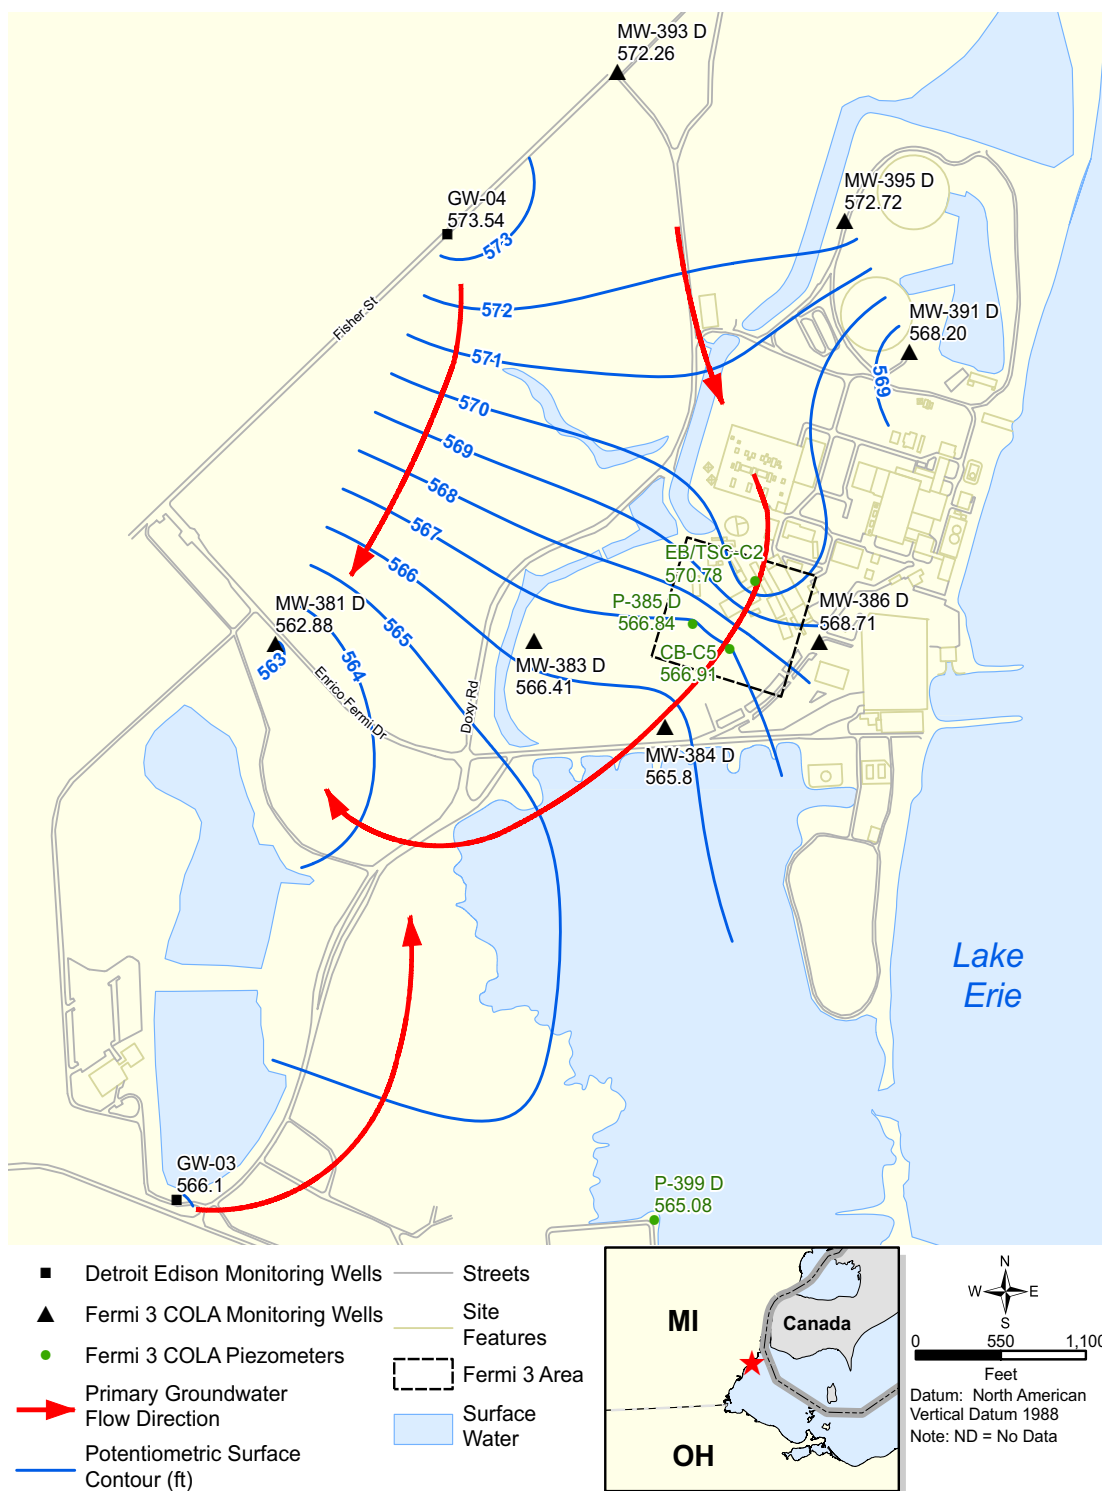 MW-393 D
572.26
MW-395 D
572.72
GW-04
573.54
573
572
Fisher St
MW-391 D
568.20
571
569
570
569
568
567
EB/TSC-C2
570.78
566
MW-381 D
562.88
P-385 D
566.84
MW-386 D
568.71
565
563
564
MW-383 D
566.41
CB-C5
566.91
Enrico Fermi Dr
Doxy Rd
MW-384 D
565.8
Lake
Erie
GW-03
566.1
P-399 D
565.08
Detroit Edison Monitoring Wells
Fermi 3 COLA Monitoring Wells
Fermi 3 COLA Piezometers
Primary Groundwater
Flow Direction
Potentiometric Surface
Contour (ft)
Streets
Site
Features
Fermi 3 Area
Surface
Water
MI
Canada
OH
N
W E
S
0 550 1,100
Feet
Datum: North American
Vertical Datum 1988
Note: ND = No Data